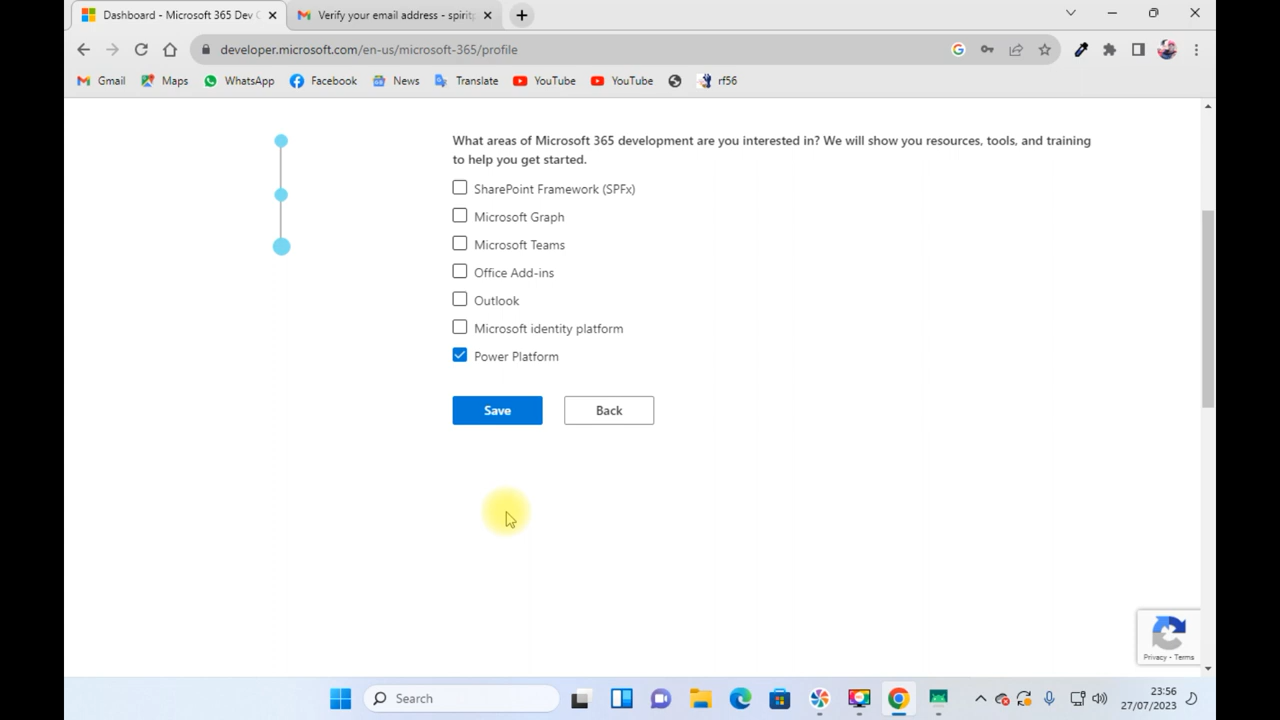 Dashboard - Microsoft 365 Dev C
Verify your email address - spirit
developer.microsoft.com/en-us/microsoft-365/profile
Gmail
Maps
WhatsApp
Facebook
News
Translate
YouTube
YouTube
rf56
What areas of Microsoft 365 development are you interested in? We will show you resources, tools, and training
to help you get started.
SharePoint Framework (SPFx)
Microsoft Graph
Microsoft Teams
Office Add-ins
Outlook
Microsoft identity platform
Power Platform
Save
Back
Privacy - Terms
Search
23:56
27/07/2023